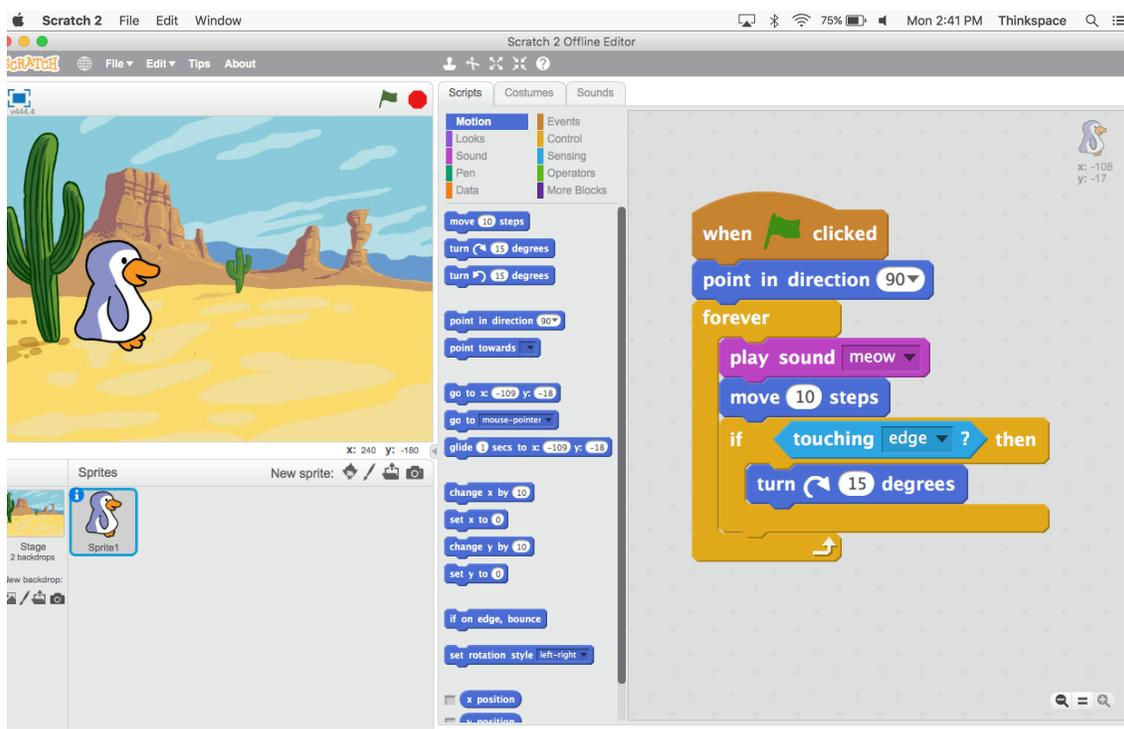 Scratch 2 File Edit Window 75% Mon 2:41 PM Thinkspace
Scratch 2 Offline Editor
SCRATCH File Edit Tips About
v444.4
Scripts Costumes Sounds
Motion Events
Looks Control
Sound Sensing
Pen Operators
Data More Blocks
x: -108
y: -17
move 10 steps
turn 15 degrees
turn 15 degrees
point in direction 90
point towards
go to x: -109 y: -18
go to mouse-pointer
glide 1 secs to x: -109 y: -18
change x by 10
set x to 0
change y by 10
set y to 0
if on edge, bounce
set rotation style left-right
x position
y position
when clicked
point in direction 90
forever
play sound meow
move 10 steps
if touching edge ? then
turn 15 degrees
x: 240 y: -180
Sprites New sprite:
Sprite1
Stage
2 backdrops
New backdrop: